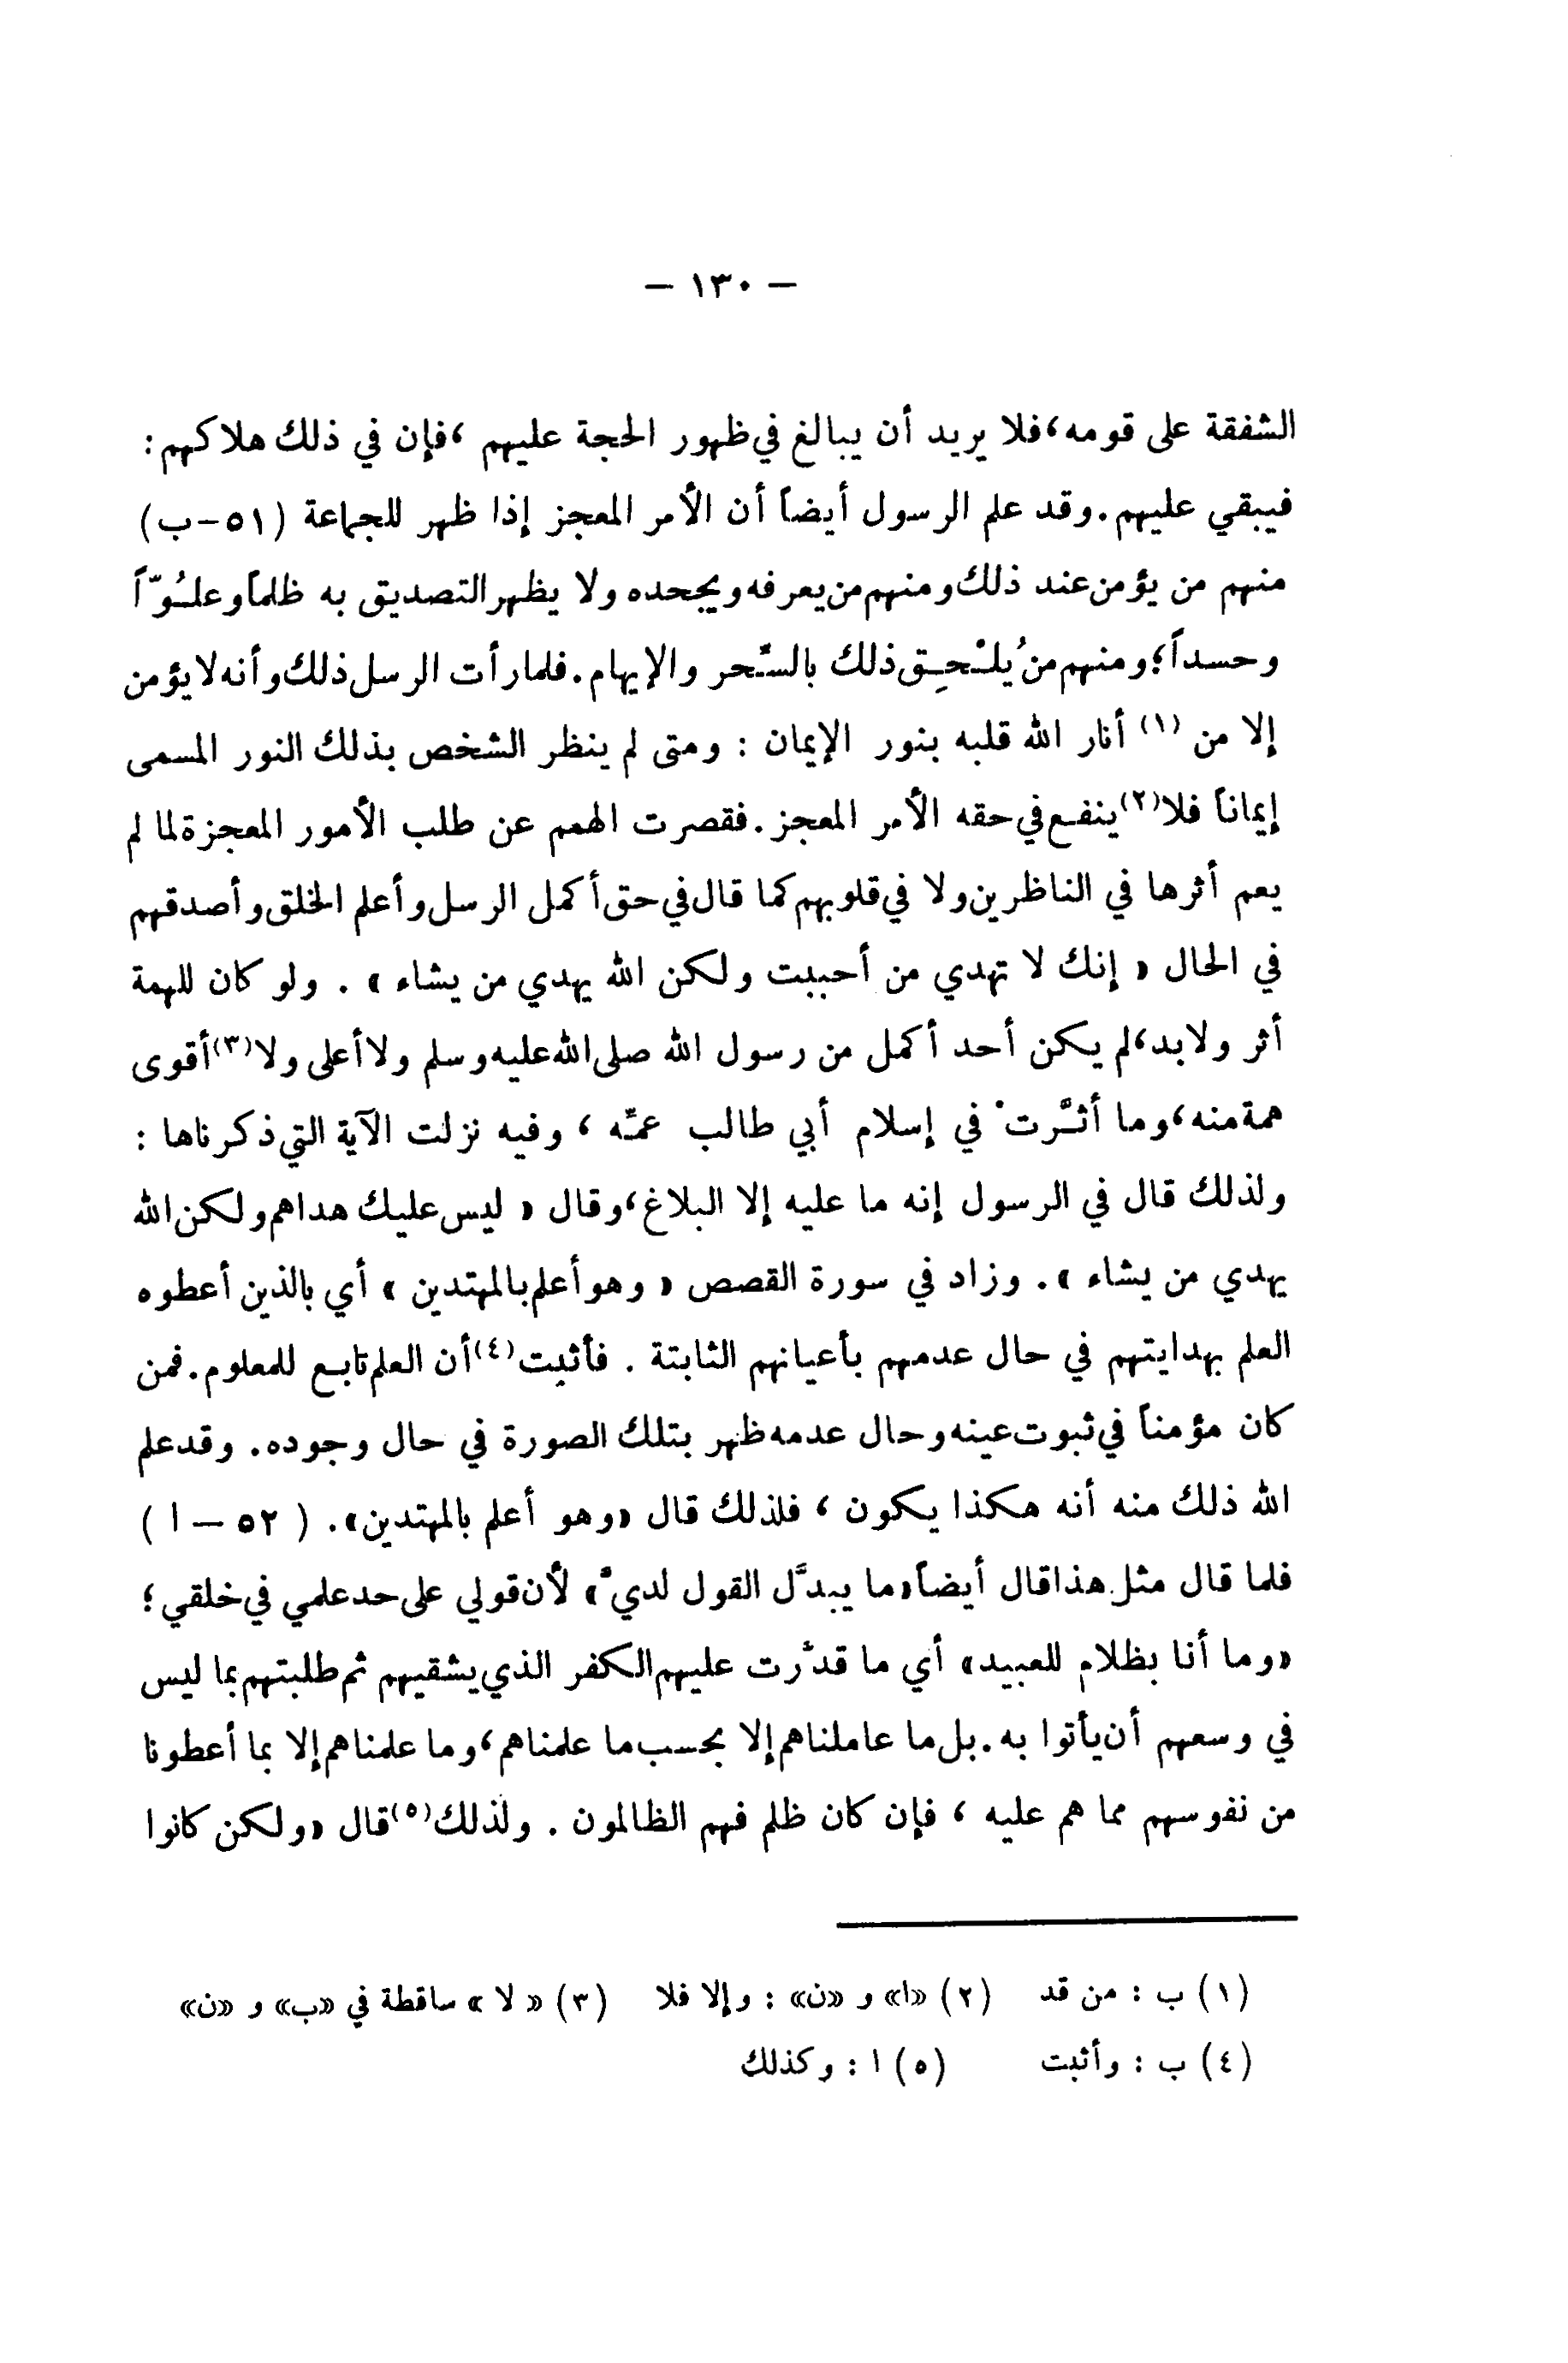 — ١٣٠ —
الشفقة على قومه، فلا يريد أن يبالغ في ظهور الحجة عليهم ، فإن في ذلك هلاكهم :
فيبقي عليهم. وقد علم الرسول أيضاً أن الأمر المعجز إذا ظهر للجماعة (٥١-ب)
منهم من يؤمن عند ذلك ومنهم من يعرفه ويجحده ولا يظهر التصديق به ظلماً وعلُوّاً
وحسداً؛ ومنهم من يُلْحِق ذلك بالسِّحر والإيهام. فلما رأت الرسل ذلك وأنه لا يؤمن
إلا من (١) أنار الله قلبه بنور الإيمان : ومتى لم ينظر الشخص بذلك النور المسمى
إيماناً فلا(٢) ينفع في حقه الأمر المعجز. فقصرت الهمم عن طلب الأمور المعجزة لما لم
يعم أثرها في الناظرين ولا في قلوبهم كما قال في حق أكمل الرسل وأعلم الخلق وأصدقهم
في الحال « إنك لا تهدي من أحببت ولكن الله يهدي من يشاء » . ولو كان للهمة
أثر ولابد، لم يكن أحد أكمل من رسول الله صلى الله عليه وسلم ولا أعلى ولا(٣) أقوى
همة منه، وما أثَّرتْ في إسلام أبي طالب عمِّه ، وفيه نزلت الآية التي ذكرناها :
ولذلك قال في الرسول إنه ما عليه إلا البلاغ، وقال « ليس عليك هداهم ولكن الله
يهدي من يشاء ». وزاد في سورة القصص « وهو أعلم بالمهتدين » أي بالذين أعطوه
العلم بهدايتهم في حال عدمهم بأعيانهم الثابتة . فأثبت(٤) أن العلم تابع للمعلوم. فمن
كان مؤمناً في ثبوت عينه وحال عدمه ظهر بتلك الصورة في حال وجوده. وقد علم
الله ذلك منه أنه هكذا يكون ، فلذلك قال «وهو أعلم بالمهتدين». ( ٥٢ — ا )
فلما قال مثل هذا قال أيضاً «ما يبدَّل القول لديّ» لأن قولي على حد علمي في خلقي ؛
«وما أنا بظلام للعبيد» أي ما قدَّرت عليهم الكفر الذي يشقيهم ثم طلبتهم بما ليس
في وسعهم أن يأتوا به. بل ما عاملناهم إلا بحسب ما علمناهم، وما علمناهم إلا بما أعطونا
من نفوسهم مما هم عليه ، فإن كان ظلم فهم الظالمون . ولذلك(٥) قال «ولكن كانوا
(١) ب : من قد (٢) «ا» و «ن» : وإلا فلا (٣) « لا » ساقطة في «ب» و «ن»
(٤) ب : وأثبت (٥) ا : وكذلك